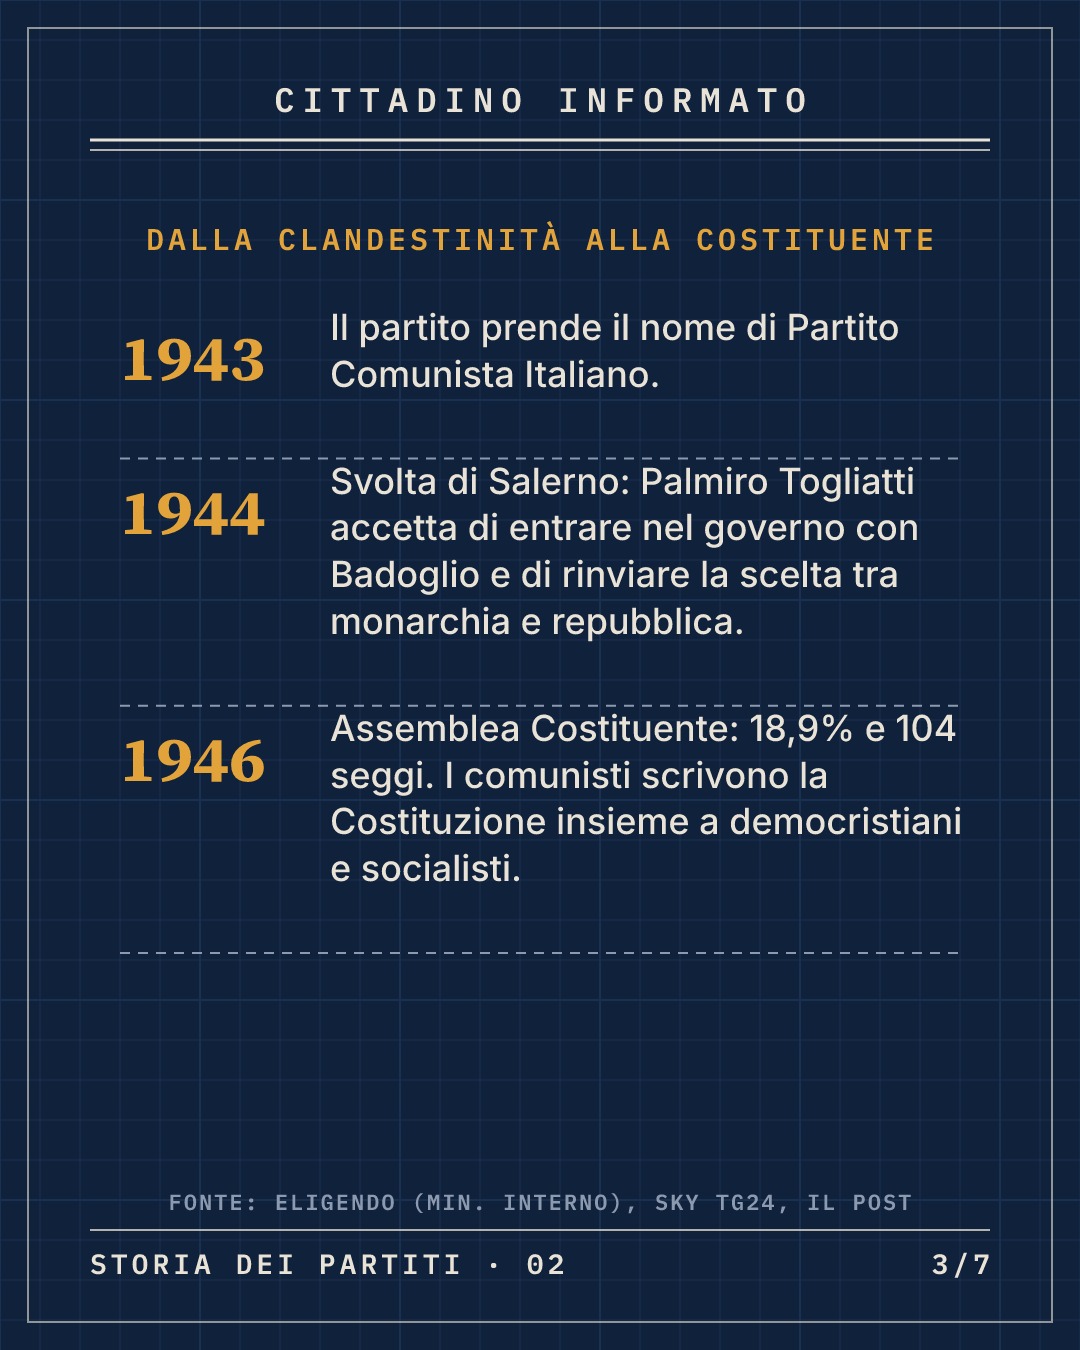 CITTADINO INFORMATO
DALLA CLANDESTINITÀ ALLA COSTITUENTE
1943
Il partito prende il nome di Partito
Comunista Italiano.
1944
Svolta di Salerno: Palmiro Togliatti
accetta di entrare nel governo con
Badoglio e di rinviare la scelta tra
monarchia e repubblica.
1946
Assemblea Costituente: 18,9% e 104
seggi. I comunisti scrivono la
Costituzione insieme a democristiani
e socialisti.
FONTE: ELIGENDO (MIN. INTERNO), SKY TG24, IL POST
STORIA DEI PARTITI · 02
3/7